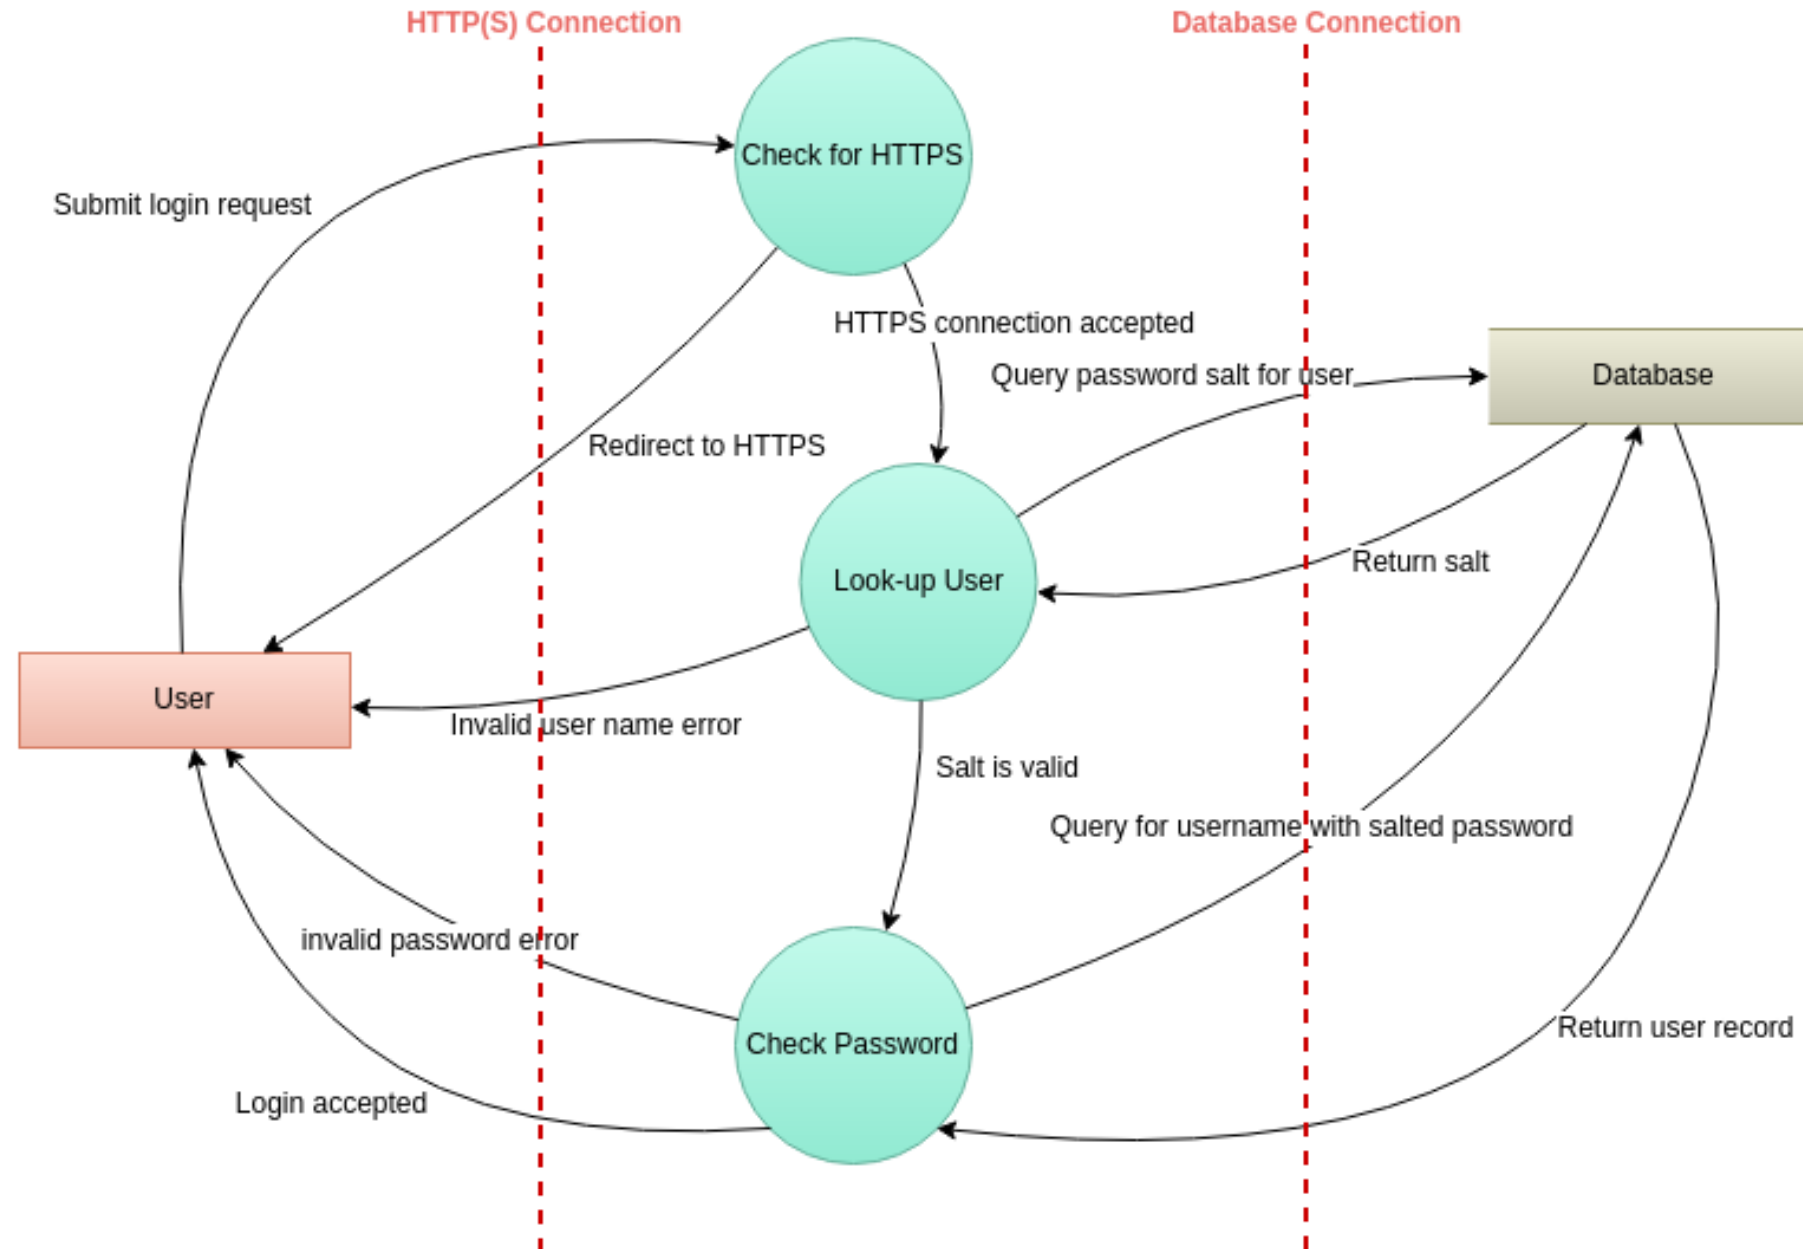 HTTP(S) Connection
Database Connection
Check for HTTPS
Submit login request
HTTPS connection accepted
Query password salt for user
Database
Redirect to HTTPS
Return salt
Look-up User
User
Invalid user name error
Salt is valid
Query for username with salted password
invalid password error
Return user record
Check Password
Login accepted